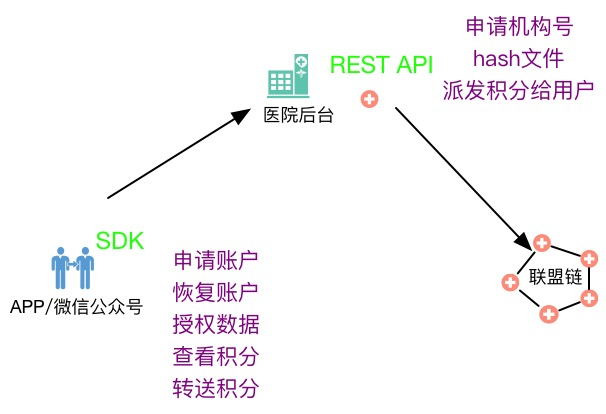 申请机构号
hash文件
派发积分给用户
REST API
医院后台
SDK
APP/微信公众号
申请账户
恢复账户
授权数据
查看积分
转送积分
联盟链